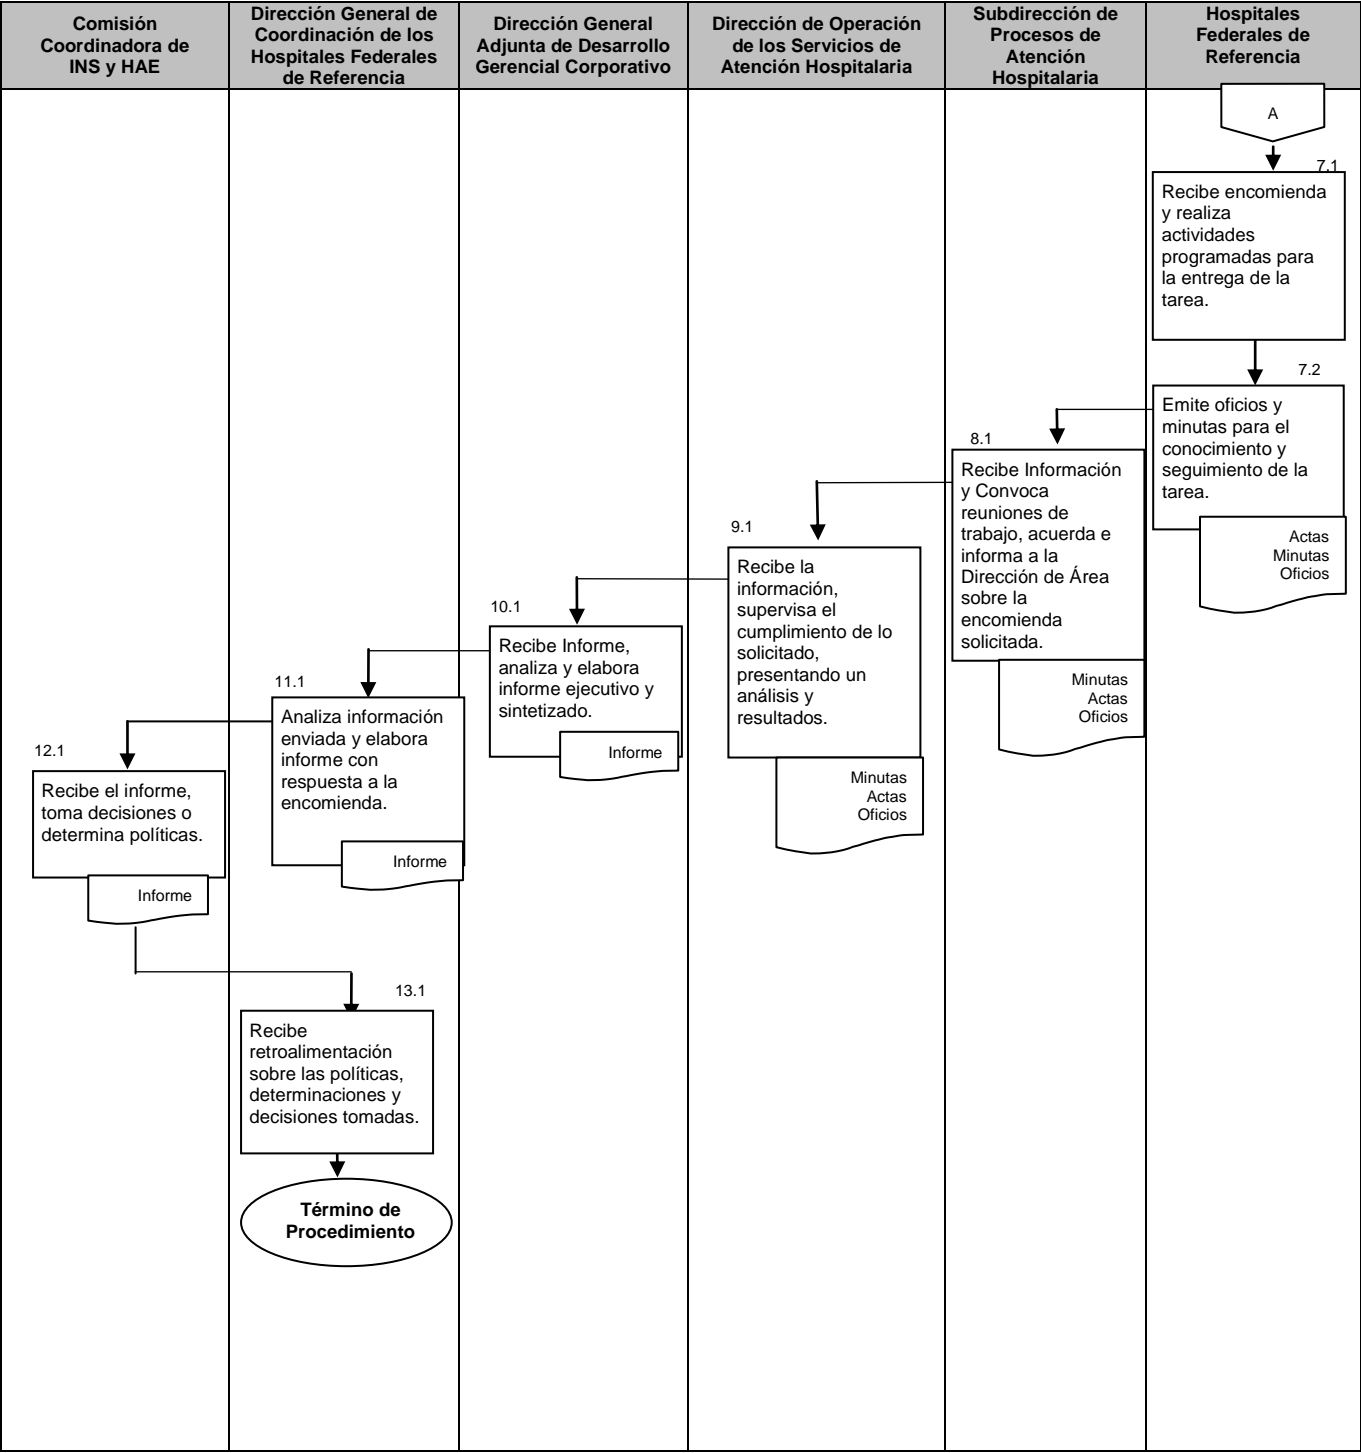 Comisión
Coordinadora de
INS y HAE
Dirección General de
Coordinación de los
Hospitales Federales
de Referencia
Dirección General
Adjunta de Desarrollo
Gerencial Corporativo
Dirección de Operación
de los Servicios de
Atención Hospitalaria
Subdirección de
Procesos de
Atención
Hospitalaria
Hospitales
Federales de
Referencia
A
7.1
Recibe encomienda
y realiza
actividades
programadas para
la entrega de la
tarea.
7.2
Emite oficios y
minutas para el
conocimiento y
seguimiento de la
tarea.
Actas
Minutas
Oficios
8.1
Recibe Información
y Convoca
reuniones de
trabajo, acuerda e
informa a la
Dirección de Área
sobre la
encomienda
solicitada.
Minutas
Actas
Oficios
9.1
Recibe la
información,
supervisa el
cumplimiento de lo
solicitado,
presentando un
análisis y
resultados.
Minutas
Actas
Oficios
10.1
Recibe Informe,
analiza y elabora
informe ejecutivo y
sintetizado.
Informe
11.1
Analiza información
enviada y elabora
informe con
respuesta a la
encomienda.
Informe
12.1
Recibe el informe,
toma decisiones o
determina políticas.
Informe
13.1
Recibe
retroalimentación
sobre las políticas,
determinaciones y
decisiones tomadas.
Término de
Procedimiento